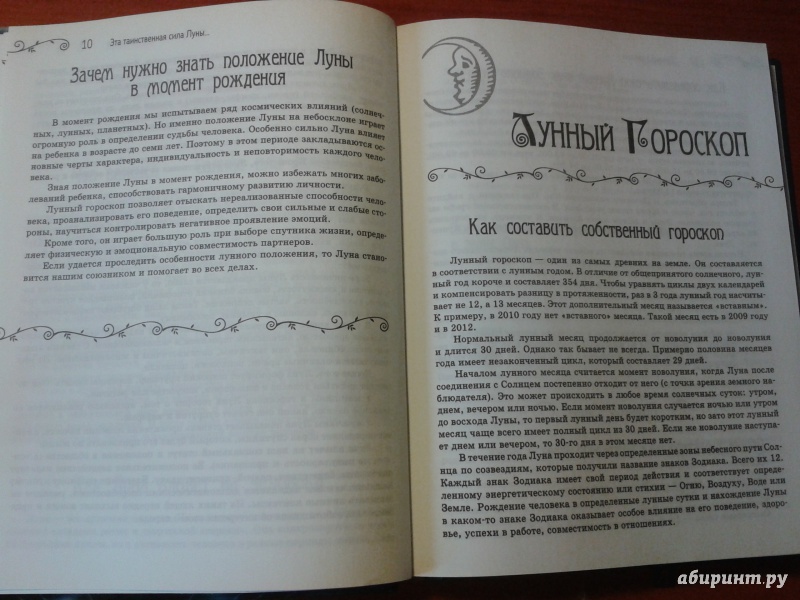 10 Эта таинственная сила Луны...
Зачем нужно знать положение Луны
в момент рождения
В момент рождения мы испытываем ряд космических влияний (солнеч-
ных, лунных, планетных). Но именно положение Луны на небосклоне играет
огромную роль в определении судьбы человека. Особенно сильно Луна влияет
на ребенка в возрасте до семи лет. Поэтому в этом периоде закладываются ос-
новные черты характера, индивидуальность и неповторимость каждого чело-
века.
Зная положение Луны в момент рождения, можно избежать многих забо-
леваний ребенка, способствовать гармоничному развитию личности.
Лунный гороскоп позволяет отыскать нереализованные способности чело-
века, проанализировать его поведение, определить свои сильные и слабые сто-
роны, научиться контролировать негативное проявление эмоций.
Кроме того, он играет большую роль при выборе спутника жизни, опреде-
ляет физическую и эмоциональную совместимость партнеров.
Если удается проследить особенности лунного положения, то Луна стано-
вится нашим союзником и помогает во всех делах.
Лунный Гороскоп
Как составить собственный гороскоп
Лунный гороскоп — один из самых древних на земле. Он составляется
в соответствии с лунным годом. В отличие от общепринятого солнечного, лун-
ный год короче и составляет 354 дня. Чтобы уравнять циклы двух календарей
и компенсировать разницу в протяженности, раз в 3 года лунный год насчиты-
вает не 12, а 13 месяцев. Этот дополнительный месяц называется «вставным».
К примеру, в 2010 году нет «вставного» месяца. Такой месяц есть в 2009 году
и в 2012.
Нормальный лунный месяц продолжается от новолуния до новолуния
и длится 30 дней. Однако так бывает не всегда. Примерно половина месяцев
года имеет незаконченный цикл, который составляет 29 дней.
Началом лунного месяца считается момент новолуния, когда Луна после
соединения с Солнцем постепенно отходит от него (с точки зрения земного на-
блюдателя). Это может происходить в любое время солнечных суток: утром,
днем, вечером или ночью. Если момент новолуния случается ночью или утром
до восхода Луны, то первый лунный день будет коротким, но зато этот лунный
месяц чаще всего имеет полный цикл из 30 дней. Если же новолуние наступа-
ет днем или вечером, то 30-го дня в этом месяце нет.
В течение года Луна проходит через определенные зоны небесного пути Сол-
нца по созвездиям, которые получили название знаков Зодиака. Всего их 12.
Каждый знак Зодиака имеет свой период действия и соответствует опреде-
ленному энергетическому состоянию или стихии — Огню, Воздуху, Воде или
Земле. Рождение человека в определенные лунные сутки и нахождение Луны
в каком-то знаке Зодиака оказывает особое влияние на его поведение, здоро-
вье, успехи в работе, совместимость в отношениях.
абиринт.ру